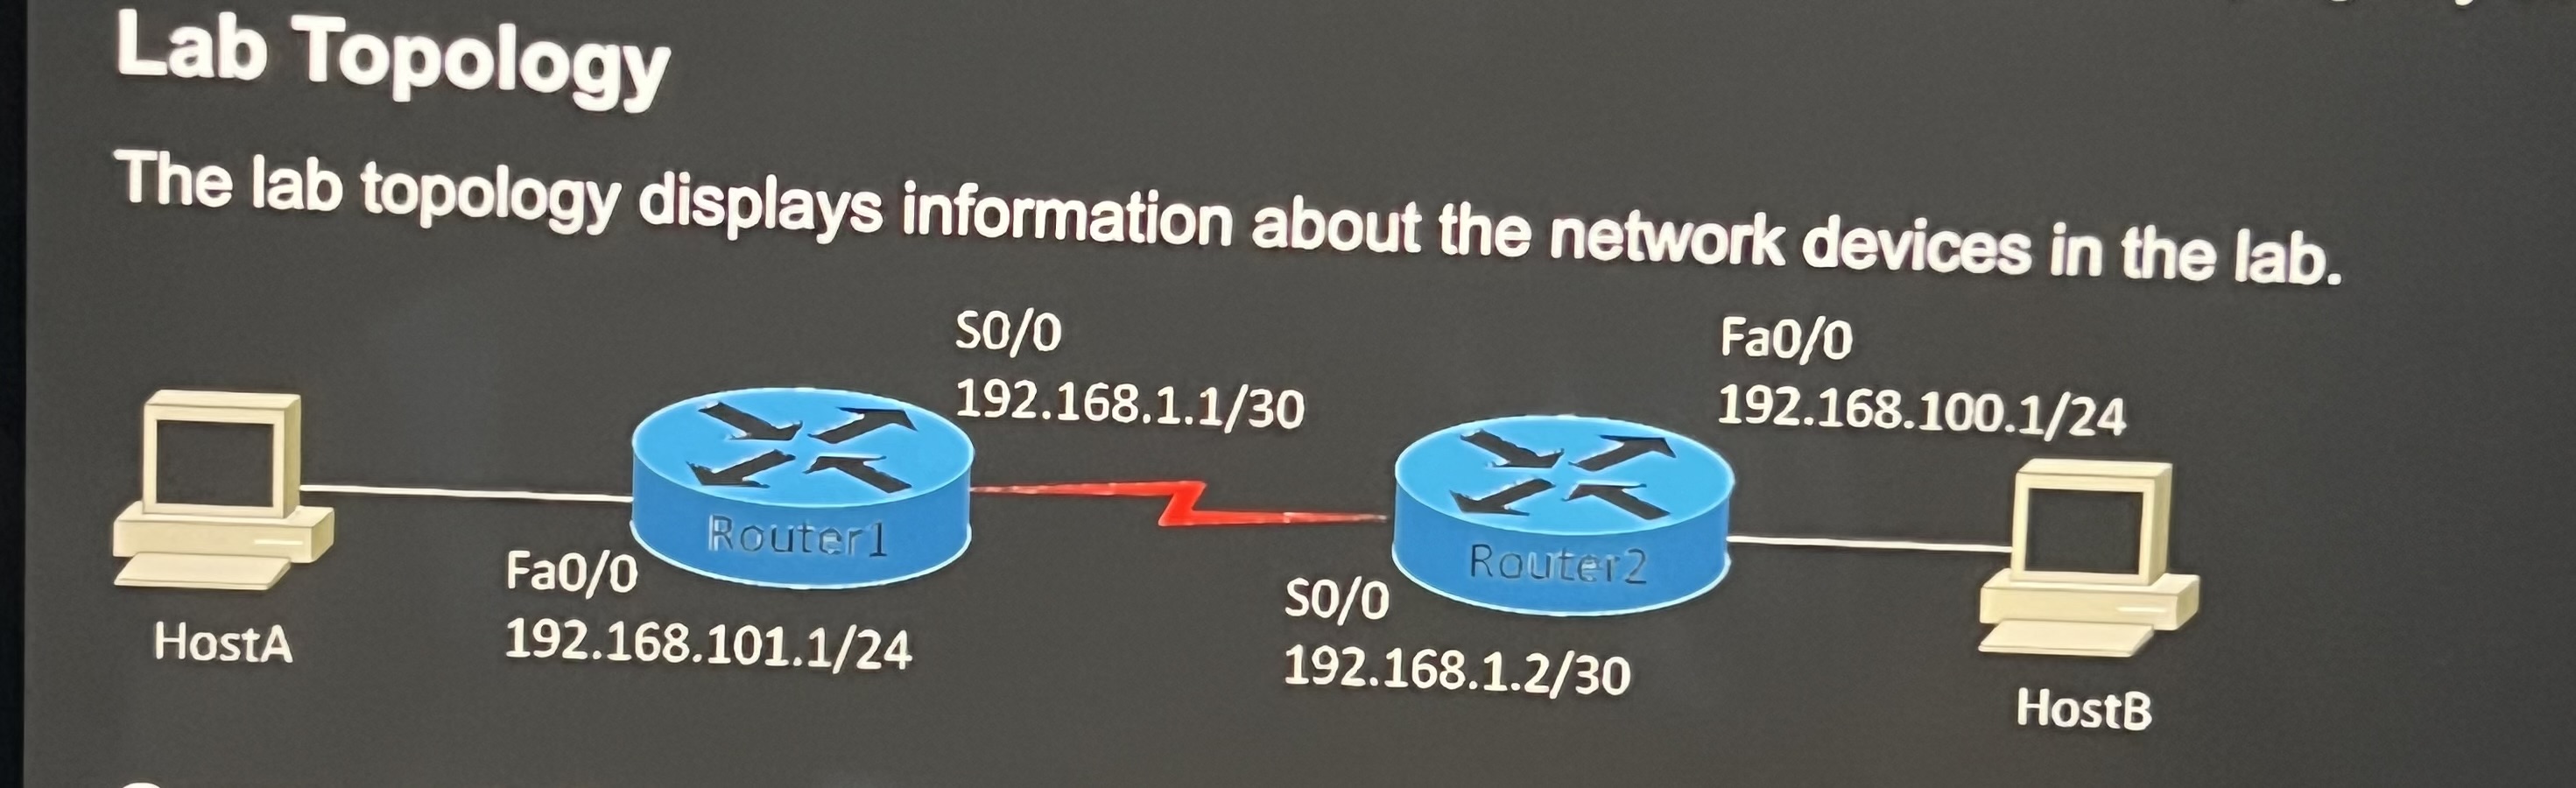 Lab Topology
The lab topology displays information about the network devices in the lab.
S0/0
192.168.1.1/30
Fa0/0
192.168.100.1/24
Router1
Router2
Fa0/0
192.168.101.1/24
S0/0
192.168.1.2/30
HostA
HostB